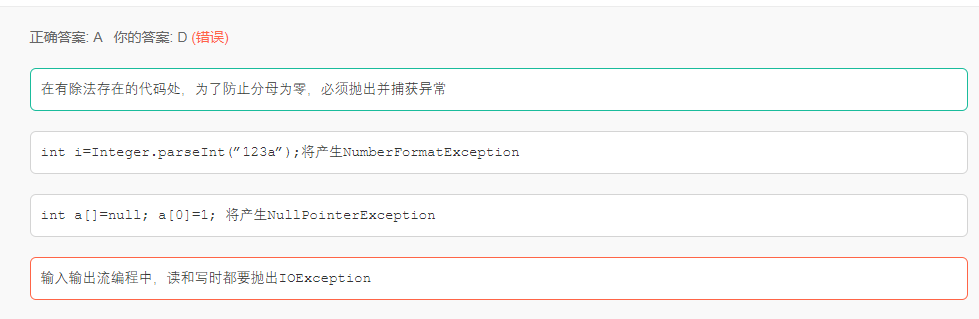 正确答案: A 你的答案: D (错误)
在有除法存在的代码处，为了防止分母为零，必须抛出并捕获异常
int i=Integer.parseInt(”123a”);将产生NumberFormatException
int a[]=null; a[0]=1; 将产生NullPointerException
输入输出流编程中，读和写时都要抛出IOException